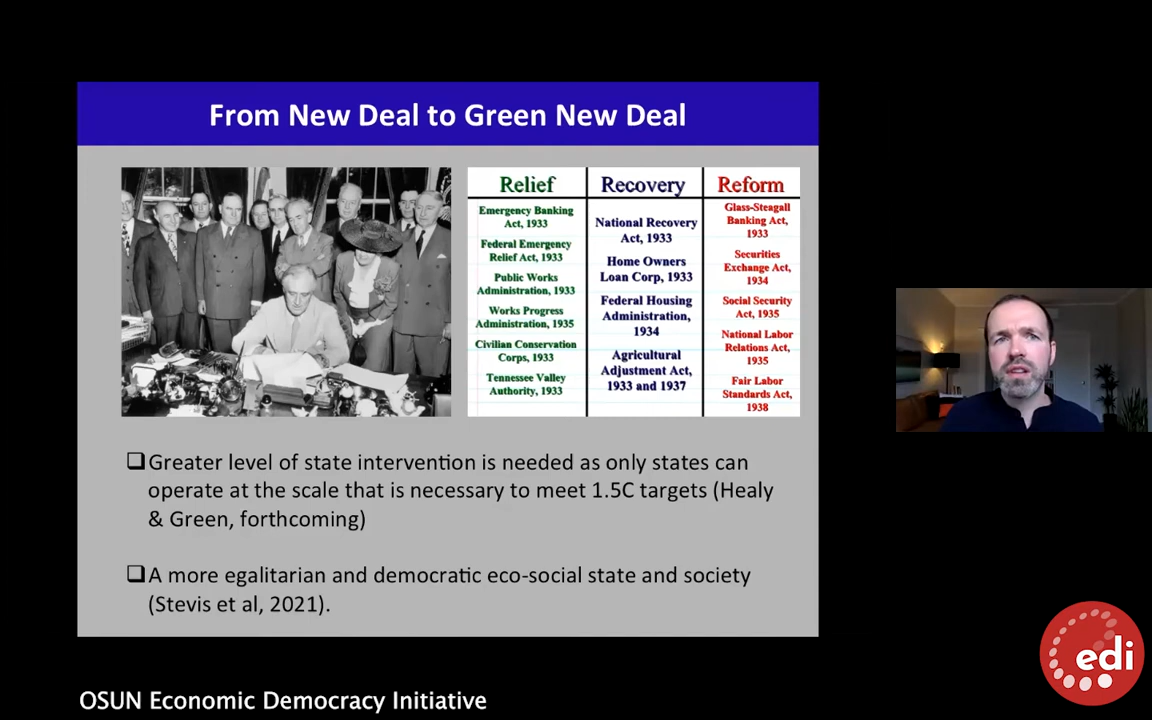 From New Deal to Green New Deal
Relief
Emergency Banking
Act, 1933
Federal Emergency
Relief Act, 1933
Public Works
Administration, 1933
Works Progress
Administration, 1935
Civilian Conservation
Corps, 1933
Tennessee Valley
Authority, 1933
Recovery
National Recovery
Act, 1933
Home Owners
Loan Corp, 1933
Federal Housing
Administration,
1934
Agricultural
Adjustment Act,
1933 and 1937
Reform
Glass-Steagall
Banking Act,
1933
Securities
Exchange Act,
1934
Social Security
Act, 1935
National Labor
Relations Act,
1935
Fair Labor
Standards Act,
1938
❑Greater level of state intervention is needed as only states can
operate at the scale that is necessary to meet 1.5C targets (Healy
& Green, forthcoming)
❑A more egalitarian and democratic eco-social state and society
(Stevis et al, 2021).
edi
OSUN Economic Democracy Initiative